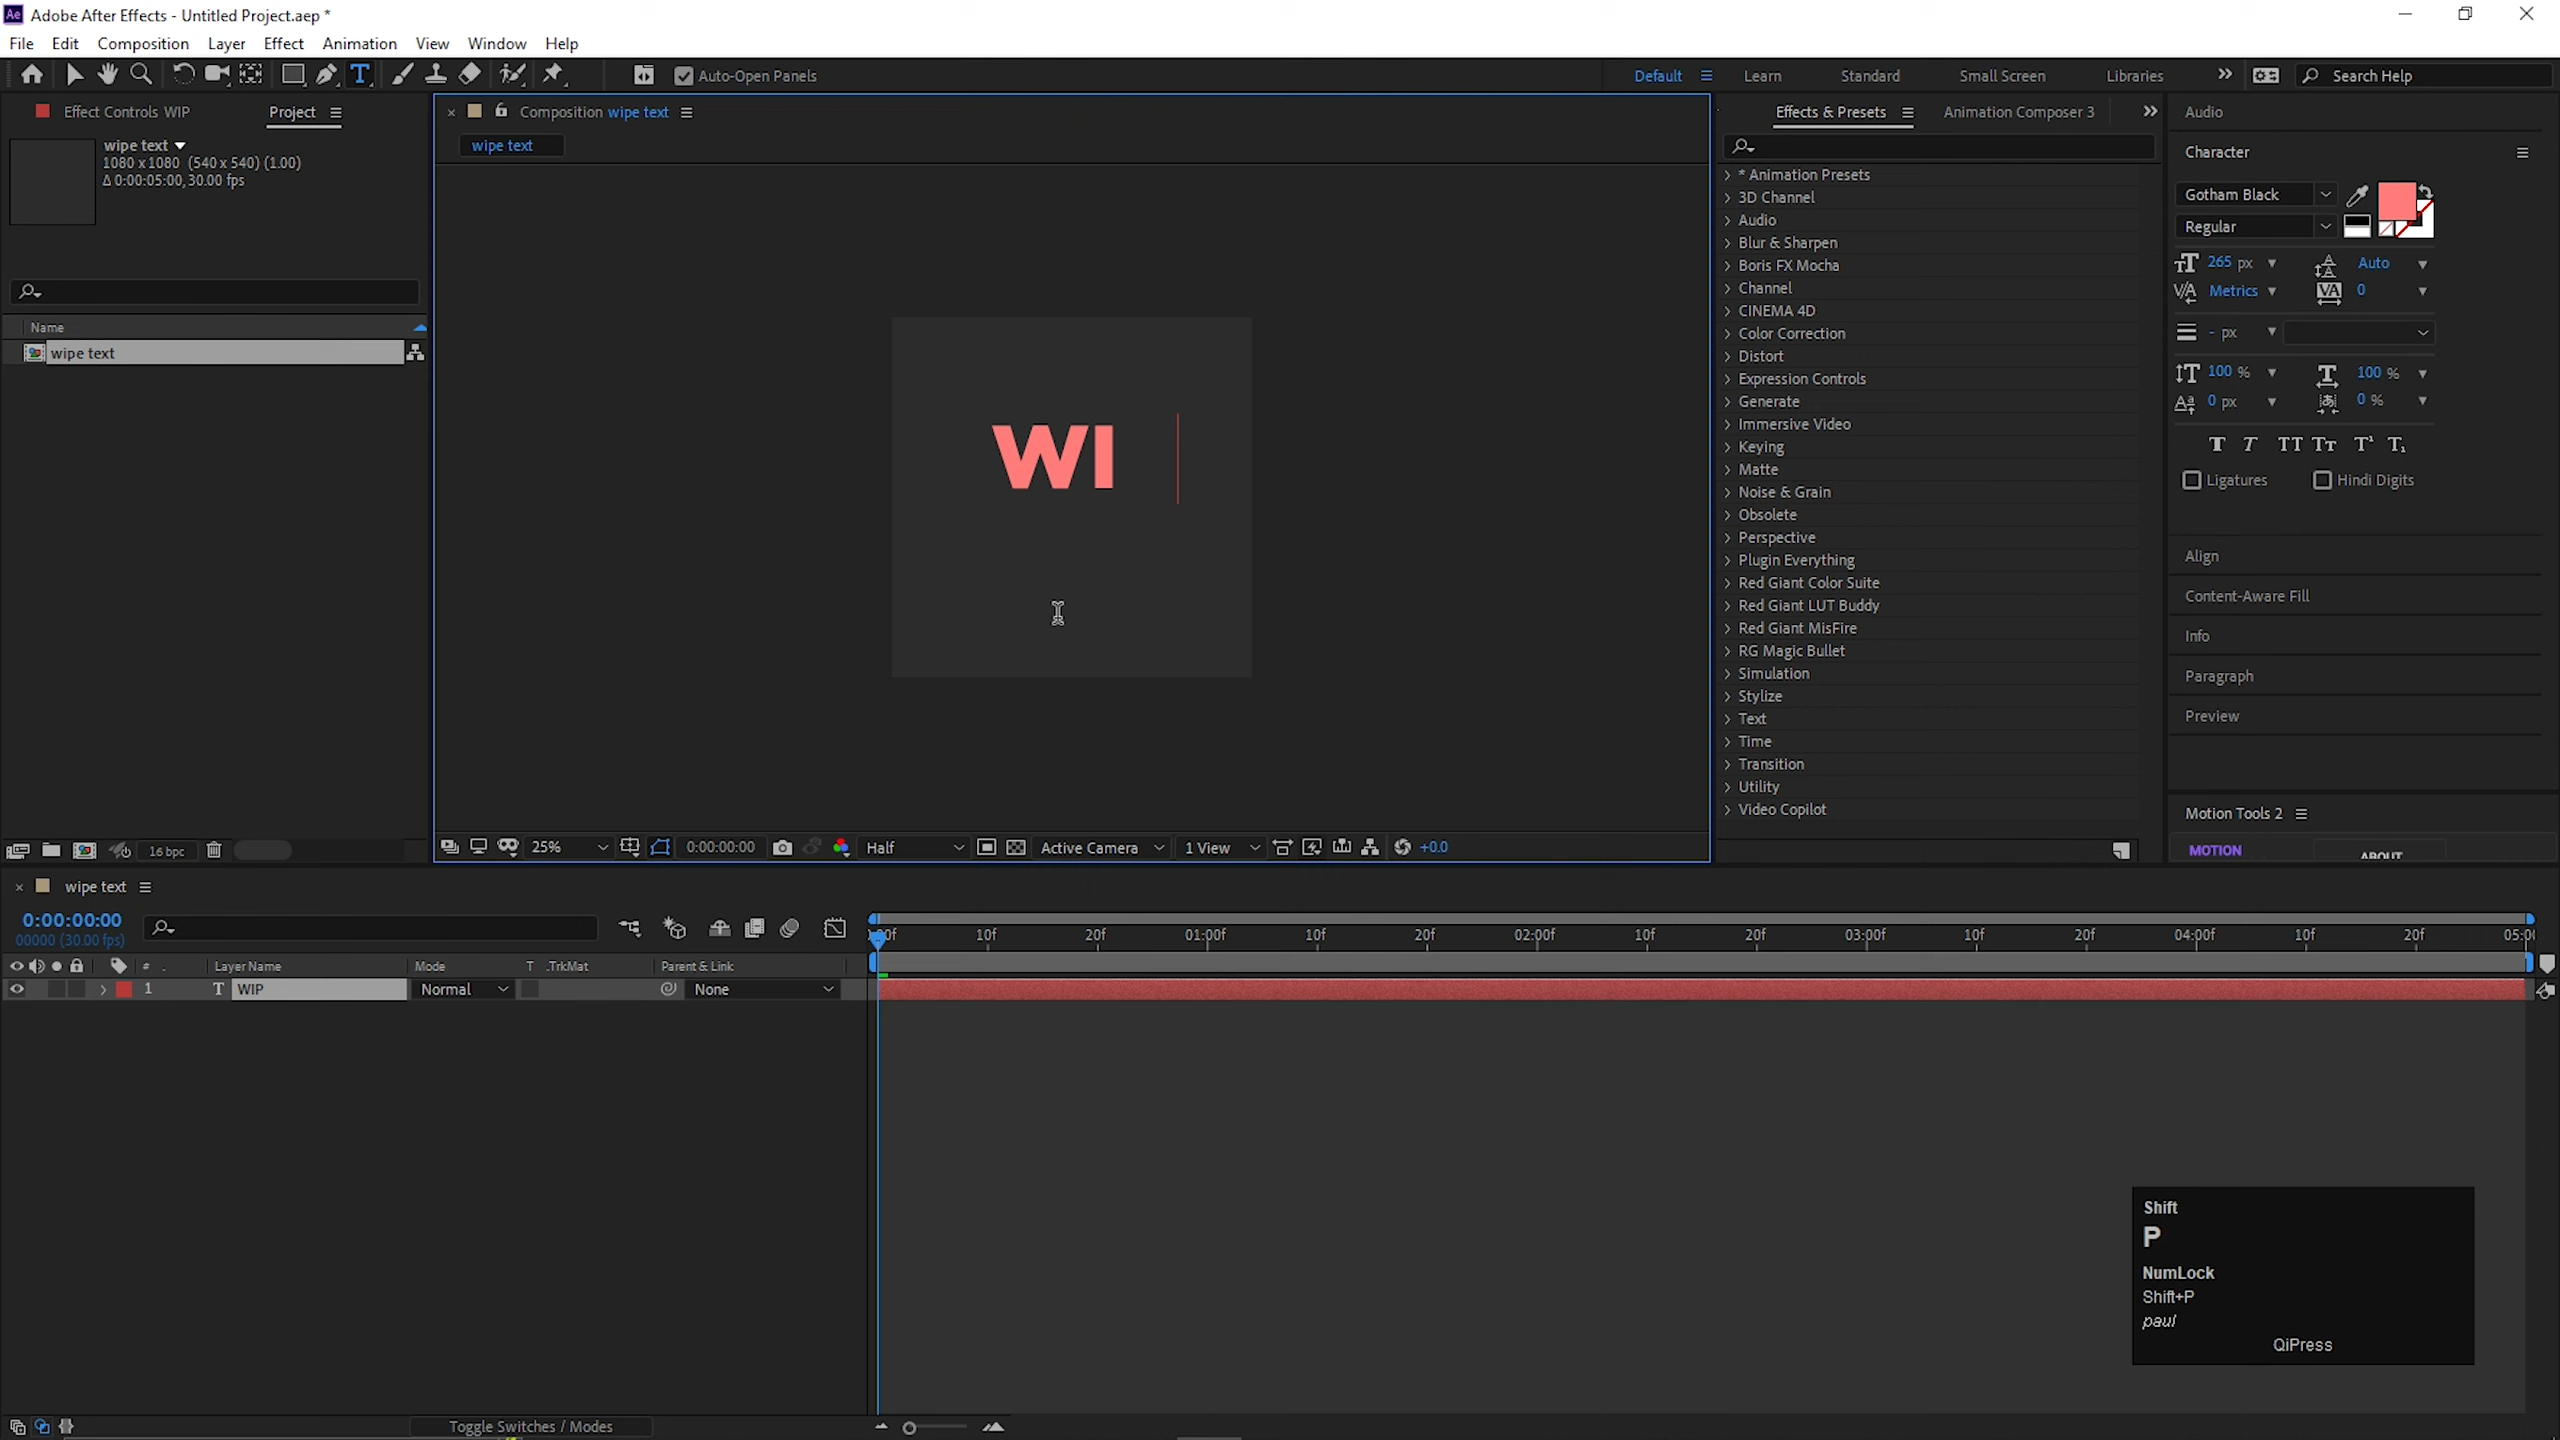 Ae Adobe After Effects - Untitled Project.aep *
File Edit Composition Layer Effect Animation View Window Help
T Auto-Open Panels Default Learn Standard Small Screen Libraries Search Help
Effect Controls WIP Project
wipe text
1080 x 1080 (540 x 540) (1.00)
Δ 0:00:05:00, 30.00 fps
Name
wipe text
16 bpc
Composition wipe text
wipe text
WI
25% 0:00:00:00 Half Active Camera 1 View +0.0
Effects & Presets Animation Composer 3
* Animation Presets
3D Channel
Audio
Blur & Sharpen
Boris FX Mocha
Channel
CINEMA 4D
Color Correction
Distort
Expression Controls
Generate
Immersive Video
Keying
Matte
Noise & Grain
Obsolete
Perspective
Plugin Everything
Red Giant Color Suite
Red Giant LUT Buddy
Red Giant MisFire
RG Magic Bullet
Simulation
Stylize
Text
Time
Transition
Utility
Video Copilot
Audio
Character
Gotham Black
Regular
265 px Auto
Metrics 0
- px
100 % 100 %
0 px 0 %
T T TT Tт T¹ T₁
Ligatures Hindi Digits
Align
Content-Aware Fill
Info
Paragraph
Preview
Motion Tools 2
MOTION ABOUT
wipe text
0:00:00:00
00000 (30.00 fps)
:00f 10f 20f 01:00f 10f 20f 02:00f 10f 20f 03:00f 10f 20f 04:00f 10f 20f 05:00
# . Layer Name Mode T .TrkMat Parent & Link
1 T WIP Normal None
Shift
P
NumLock
Shift+P
paul
QiPress
Toggle Switches / Modes